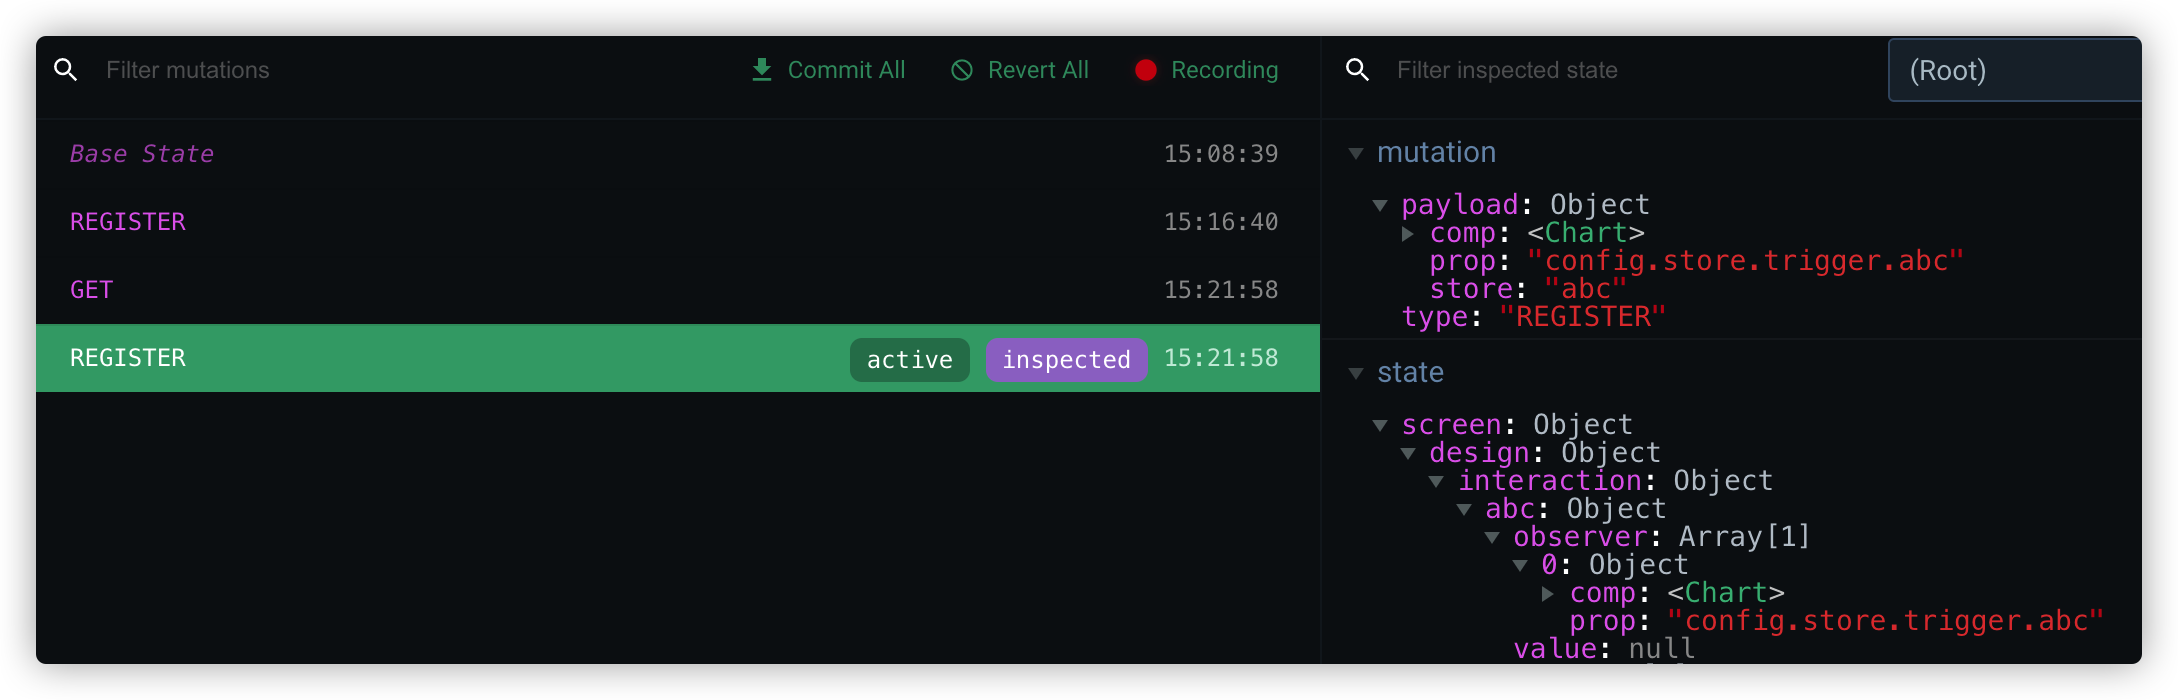 Filter mutations
Commit All
Revert All
Recording
Base State 15:08:39
REGISTER 15:16:40
GET 15:21:58
REGISTER active inspected 15:21:58
Filter inspected state
(Root)
mutation
payload: Object
comp: <Chart>
prop: "config.store.trigger.abc"
store: "abc"
type: "REGISTER"
state
screen: Object
design: Object
interaction: Object
abc: Object
observer: Array[1]
0: Object
comp: <Chart>
prop: "config.store.trigger.abc"
value: null